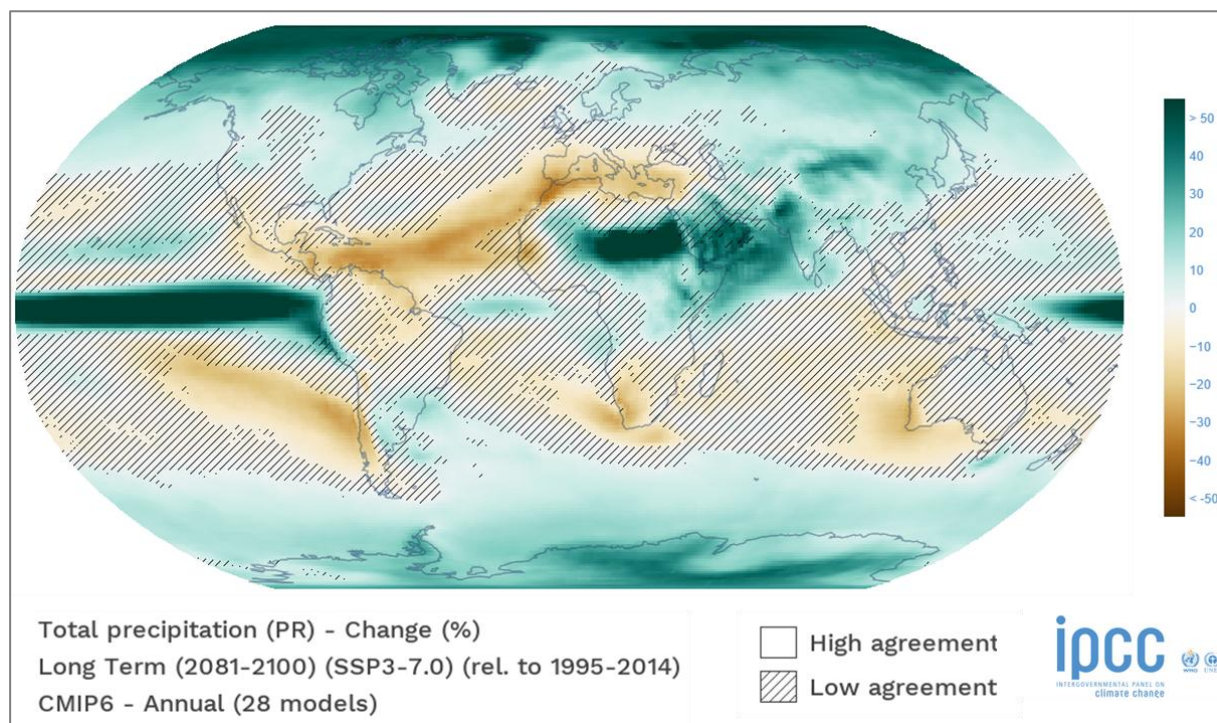 > 50
40
30
20
10
0
−10
−20
−30
−40
< -50
Total precipitation (PR) - Change (%)
Long Term (2081-2100) (SSP3-7.0) (rel. to 1995-2014)
CMIP6 - Annual (28 models)
High agreement
Low agreement
ipcc
INTERGOVERNMENTAL PANEL ON
climate change
WMO